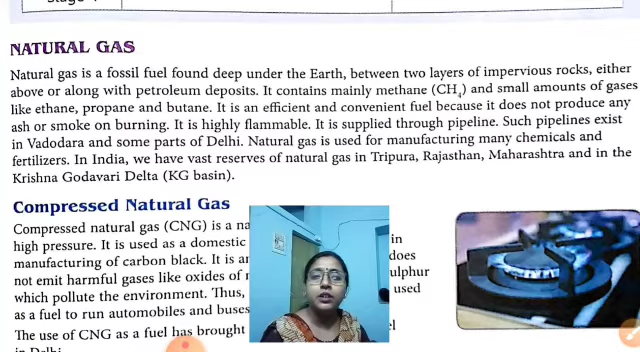 NATURAL GAS
Natural gas is a fossil fuel found deep under the Earth, between two layers of impervious rocks, either
above or along with petroleum deposits. It contains mainly methane (CH4) and small amounts of gases
like ethane, propane and butane. It is an efficient and convenient fuel because it does not produce any
ash or smoke on burning. It is highly flammable. It is supplied through pipeline. Such pipelines exist
in Vadodara and some parts of Delhi. Natural gas is used for manufacturing many chemicals and
fertilizers. In India, we have vast reserves of natural gas in Tripura, Rajasthan, Maharashtra and in the
Krishna Godavari Delta (KG basin).
Compressed Natural Gas
Compressed natural gas (CNG) is a na
high pressure. It is used as a domestic in
manufacturing of carbon black. It is does
not emit harmful gases like oxides of ulphur
which pollute the environment. Thus, used
as a fuel to run automobiles and buses
The use of CNG as a fuel has brought